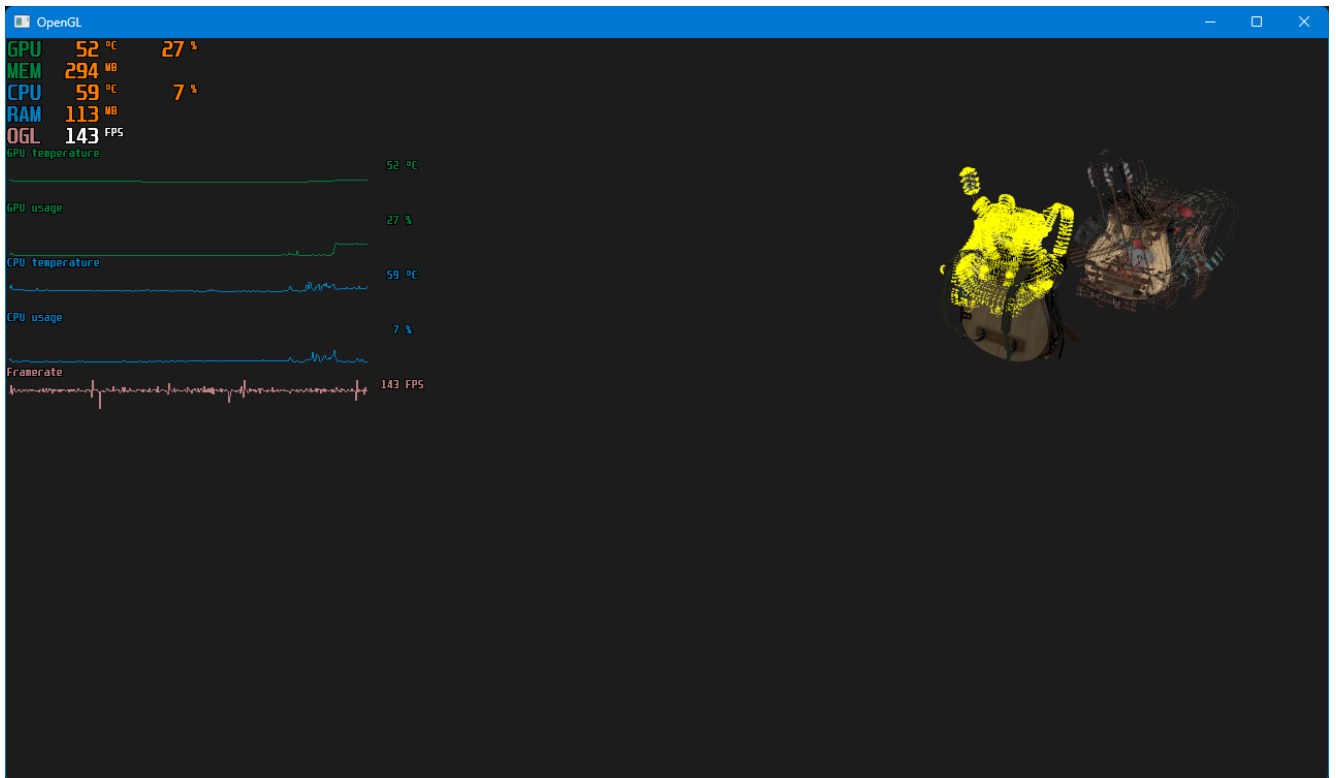 OpenGL
GPU 52 °C 27 %
MEM 294 MB
CPU 59 °C 7 %
RAM 113 MB
OGL 143 FPS
GPU temperature
52 °C
GPU usage
27 %
CPU temperature
59 °C
CPU usage
7 %
Framerate
143 FPS